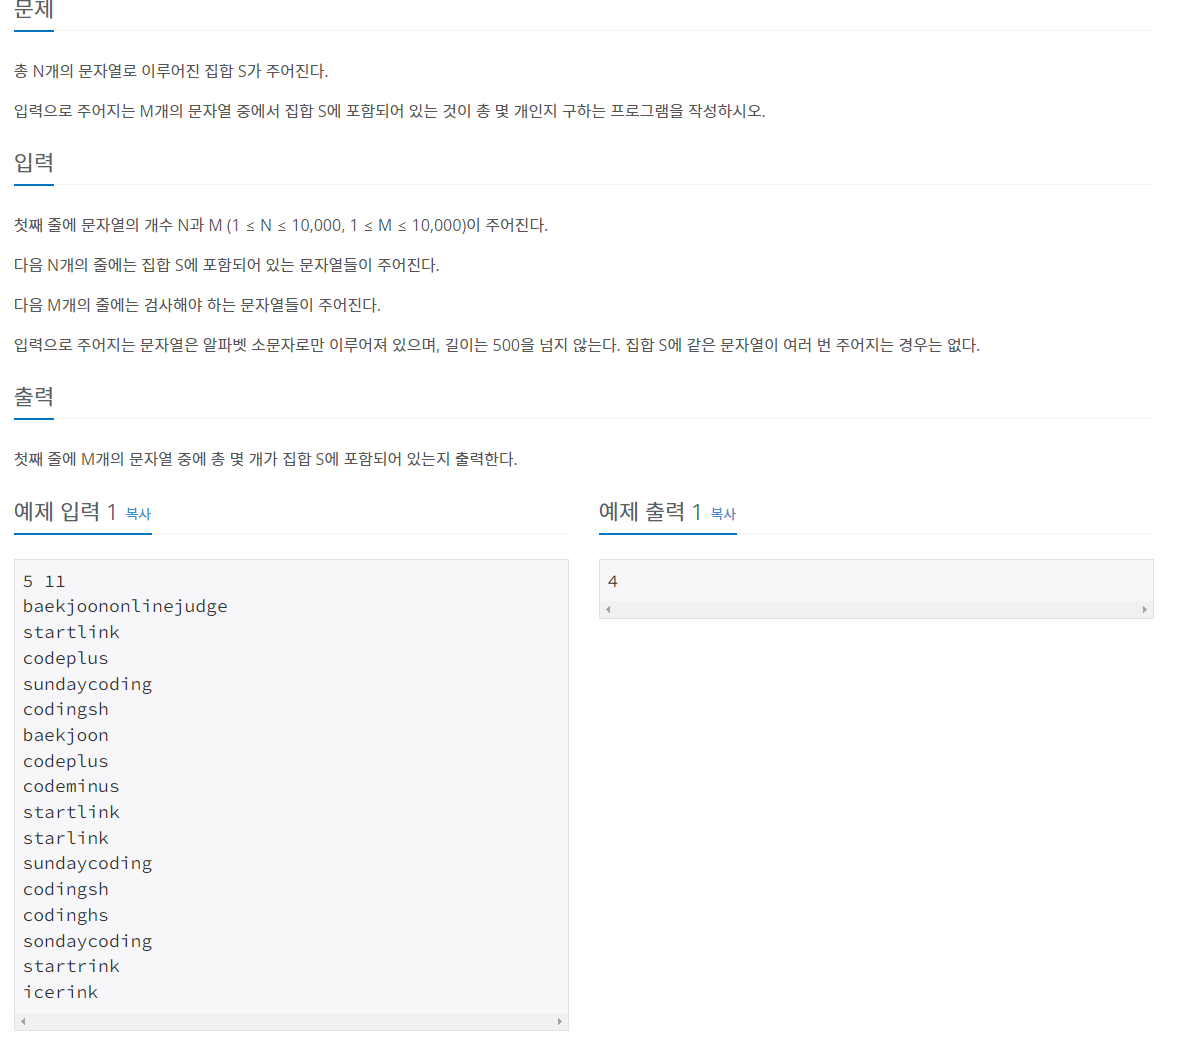 문제
총 N개의 문자열로 이루어진 집합 S가 주어진다.
입력으로 주어지는 M개의 문자열 중에서 집합 S에 포함되어 있는 것이 총 몇 개인지 구하는 프로그램을 작성하시오.
입력
첫째 줄에 문자열의 개수 N과 M (1 ≤ N ≤ 10,000, 1 ≤ M ≤ 10,000)이 주어진다.
다음 N개의 줄에는 집합 S에 포함되어 있는 문자열들이 주어진다.
다음 M개의 줄에는 검사해야 하는 문자열들이 주어진다.
입력으로 주어지는 문자열은 알파벳 소문자로만 이루어져 있으며, 길이는 500을 넘지 않는다. 집합 S에 같은 문자열이 여러 번 주어지는 경우는 없다.
출력
첫째 줄에 M개의 문자열 중에 총 몇 개가 집합 S에 포함되어 있는지 출력한다.
예제 입력 1 복사
5 11
baekjoononlinejudge
startlink
codeplus
sundaycoding
codingsh
baekjoon
codeplus
codeminus
startlink
starlink
sundaycoding
codingsh
codinghs
sondaycoding
startrink
icerink
예제 출력 1 복사
4